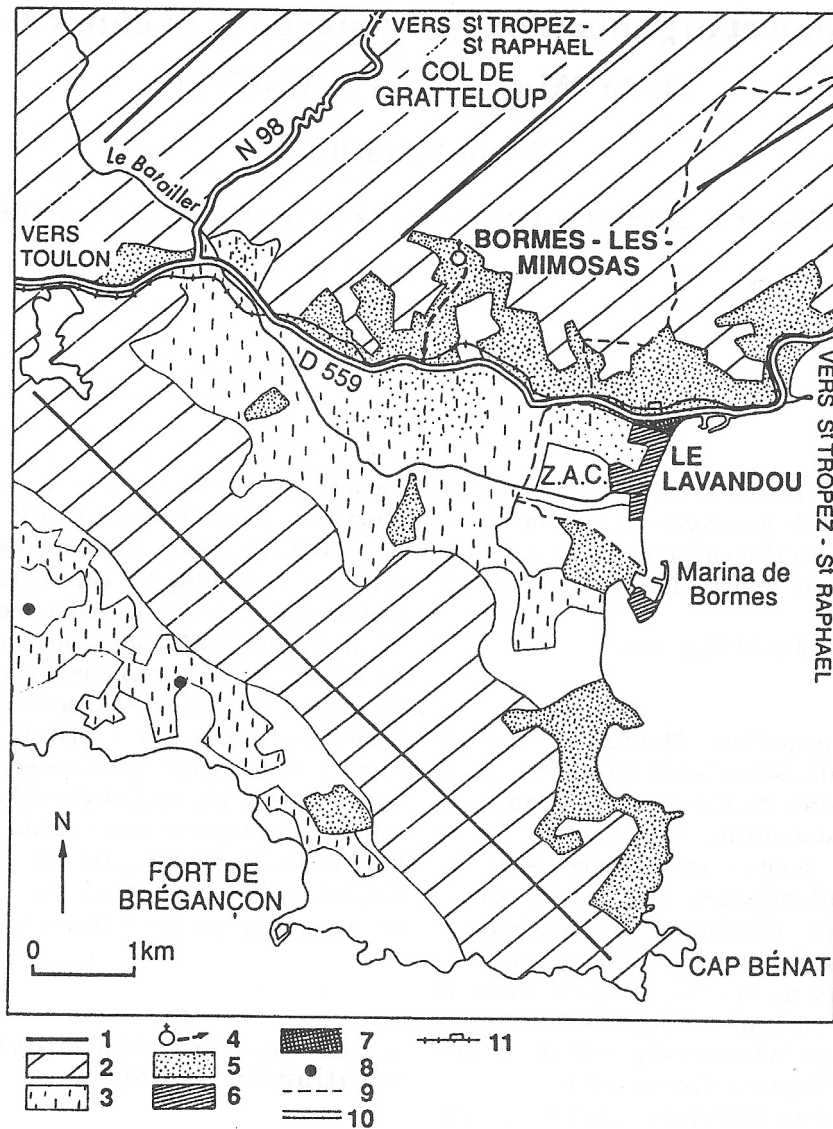 VERS St TROPEZ -
St RAPHAEL
COL DE
GRATTELOUP
N 98
Le Batailler
VERS
TOULON
BORMES - LES -
MIMOSAS
D 559
Z.A.C.
LE
LAVANDOU
VERS St TROPEZ - St RAPHAEL
Marina de
Bormes
N
FORT DE
BRÉGANÇON
0 1km
CAP BÉNAT
1
2
3
4
5
6
7
8
9
10
11